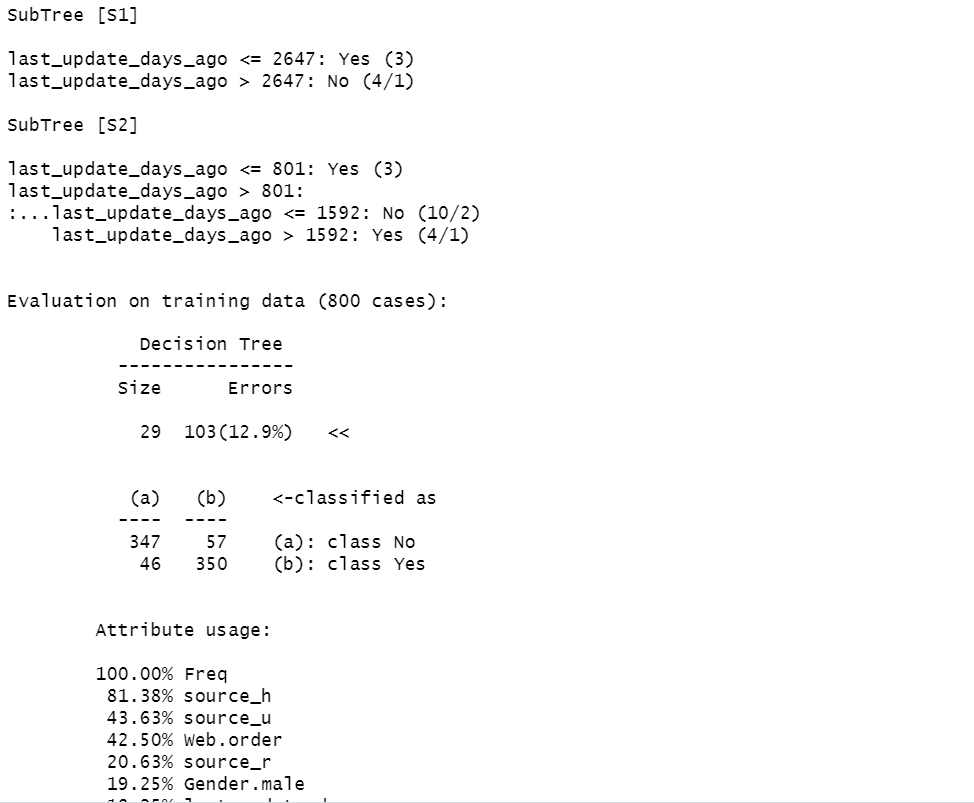 SubTree [S1]
last_update_days_ago <= 2647: Yes (3)
last_update_days_ago > 2647: No (4/1)
SubTree [S2]
last_update_days_ago <= 801: Yes (3)
last_update_days_ago > 801:
:...last_update_days_ago <= 1592: No (10/2)
    last_update_days_ago > 1592: Yes (4/1)
Evaluation on training data (800 cases):
Decision Tree
----------------
Size      Errors
29  103(12.9%)   <<
(a)   (b)    <-classified as
----  ----
347    57    (a): class No
46   350    (b): class Yes
Attribute usage:
100.00% Freq
81.38% source_h
43.63% source_u
42.50% Web.order
20.63% source_r
19.25% Gender.male